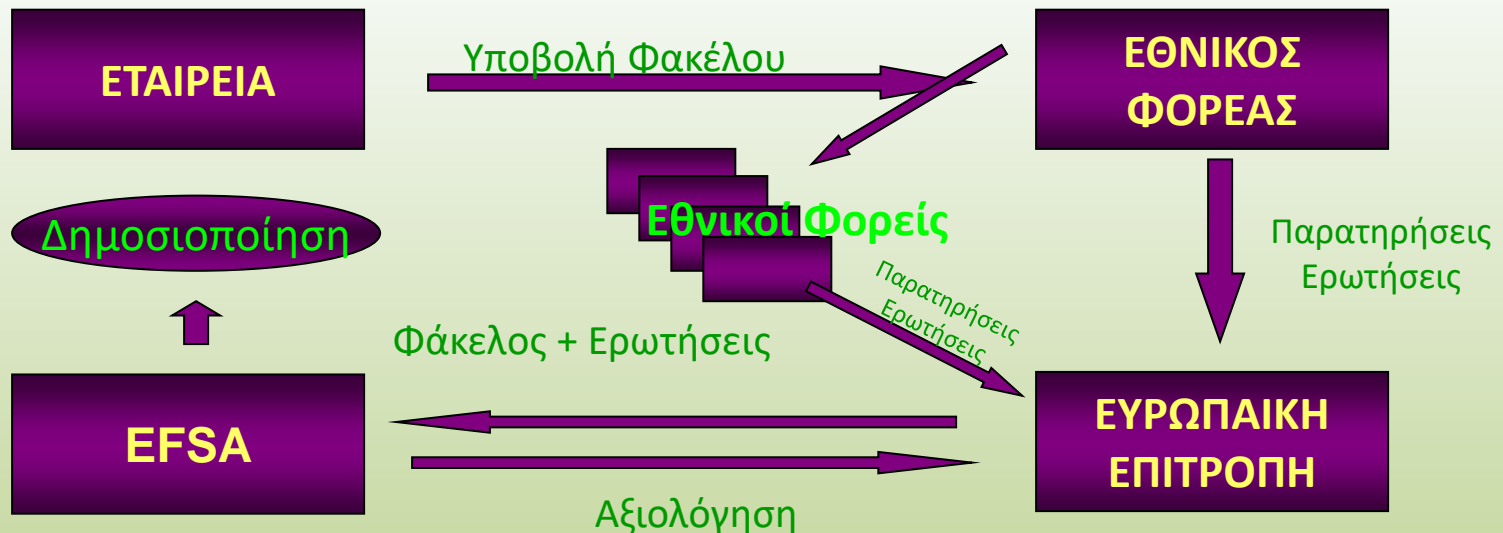 ΕΤΑΙΡΕΙΑ
Υποβολή Φακέλου
ΕΘΝΙΚΟΣ
ΦΟΡΕΑΣ
Εθνικοί Φορείς
Δημοσιοποίηση
Παρατηρήσεις
Ερωτήσεις
Παρατηρήσεις
Ερωτήσεις
Φάκελος + Ερωτήσεις
EFSA
ΕΥΡΩΠΑΙΚΗ
ΕΠΙΤΡΟΠΗ
Αξιολόγηση